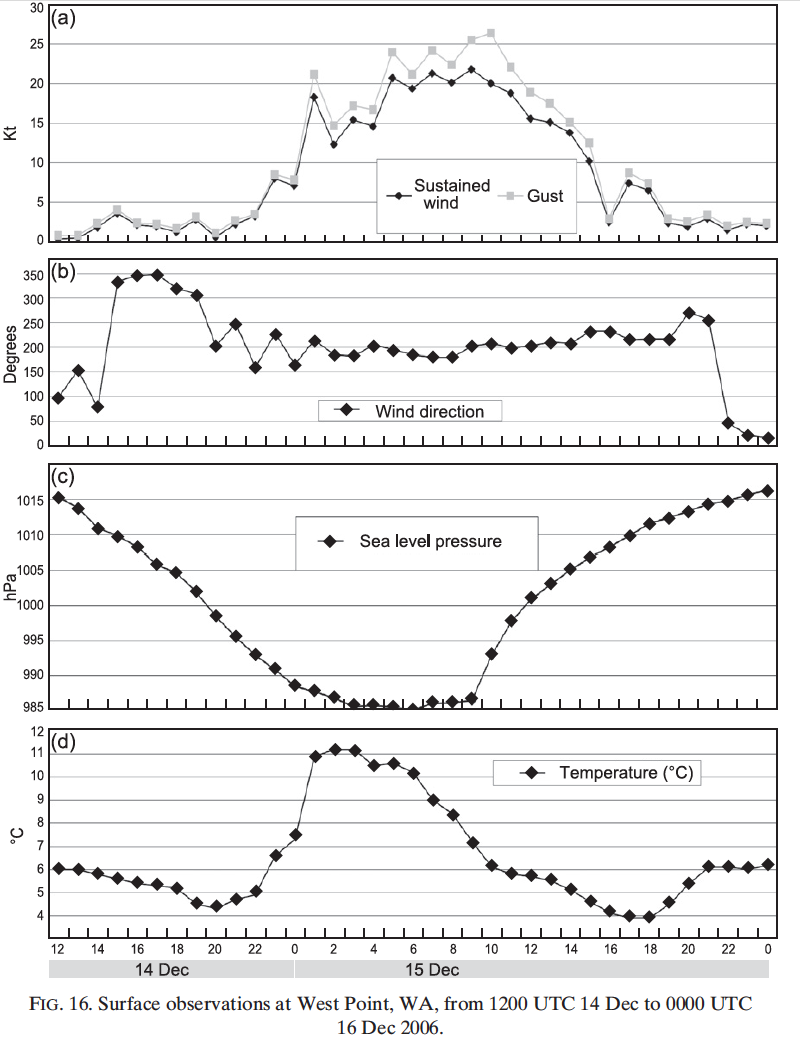 (a)
30
25
20
15
10
5
0
Kt
Sustained wind
Gust
(b)
350
300
250
200
150
100
50
0
Degrees
Wind direction
(c)
1015
1010
1005
1000
995
990
985
hPa
Sea level pressure
(d)
12
11
10
9
8
7
6
5
4
°C
Temperature (°C)
12 14 16 18 20 22 0 2 4 6 8 10 12 14 16 18 20 22 0
14 Dec 15 Dec
FIG. 16. Surface observations at West Point, WA, from 1200 UTC 14 Dec to 0000 UTC
16 Dec 2006.